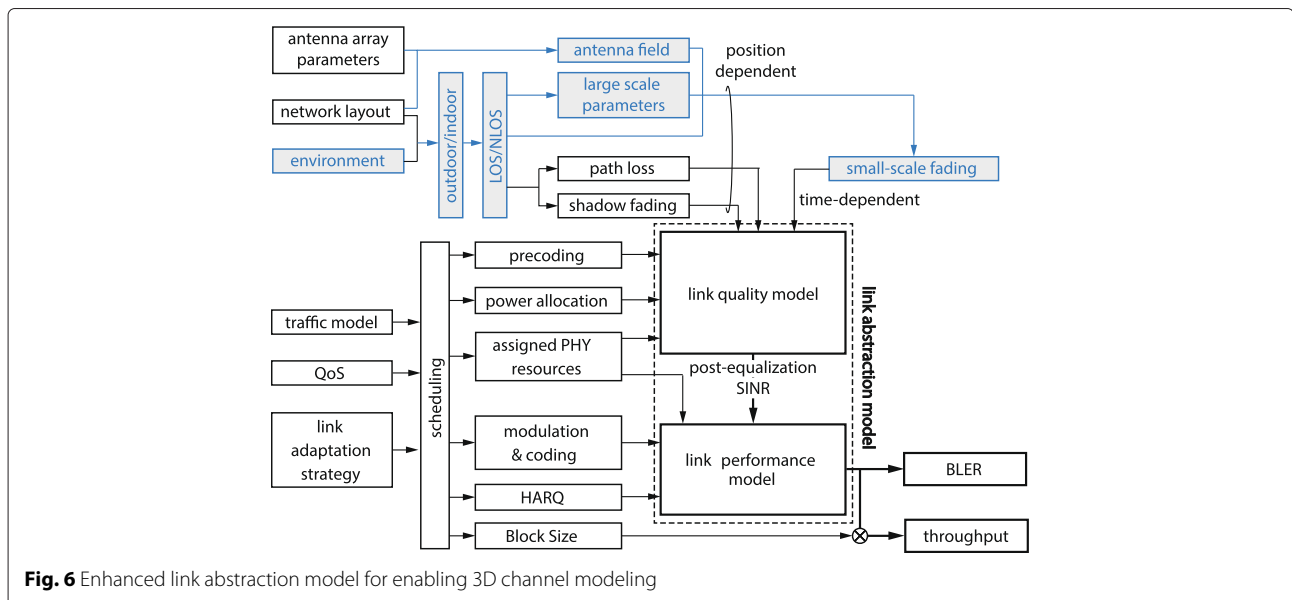 antenna array
parameters
antenna field
position
dependent
large scale
parameters
network layout
environment
outdoor/indoor
LOS/NLOS
path loss
small-scale fading
shadow fading
time-dependent
precoding
link quality model
power allocation
traffic model
assigned PHY
resources
QoS
scheduling
post-equalization
SINR
link abstraction model
link
adaptation
strategy
modulation
& coding
link performance
model
BLER
HARQ
Block Size
throughput
Fig. 6 Enhanced link abstraction model for enabling 3D channel modeling